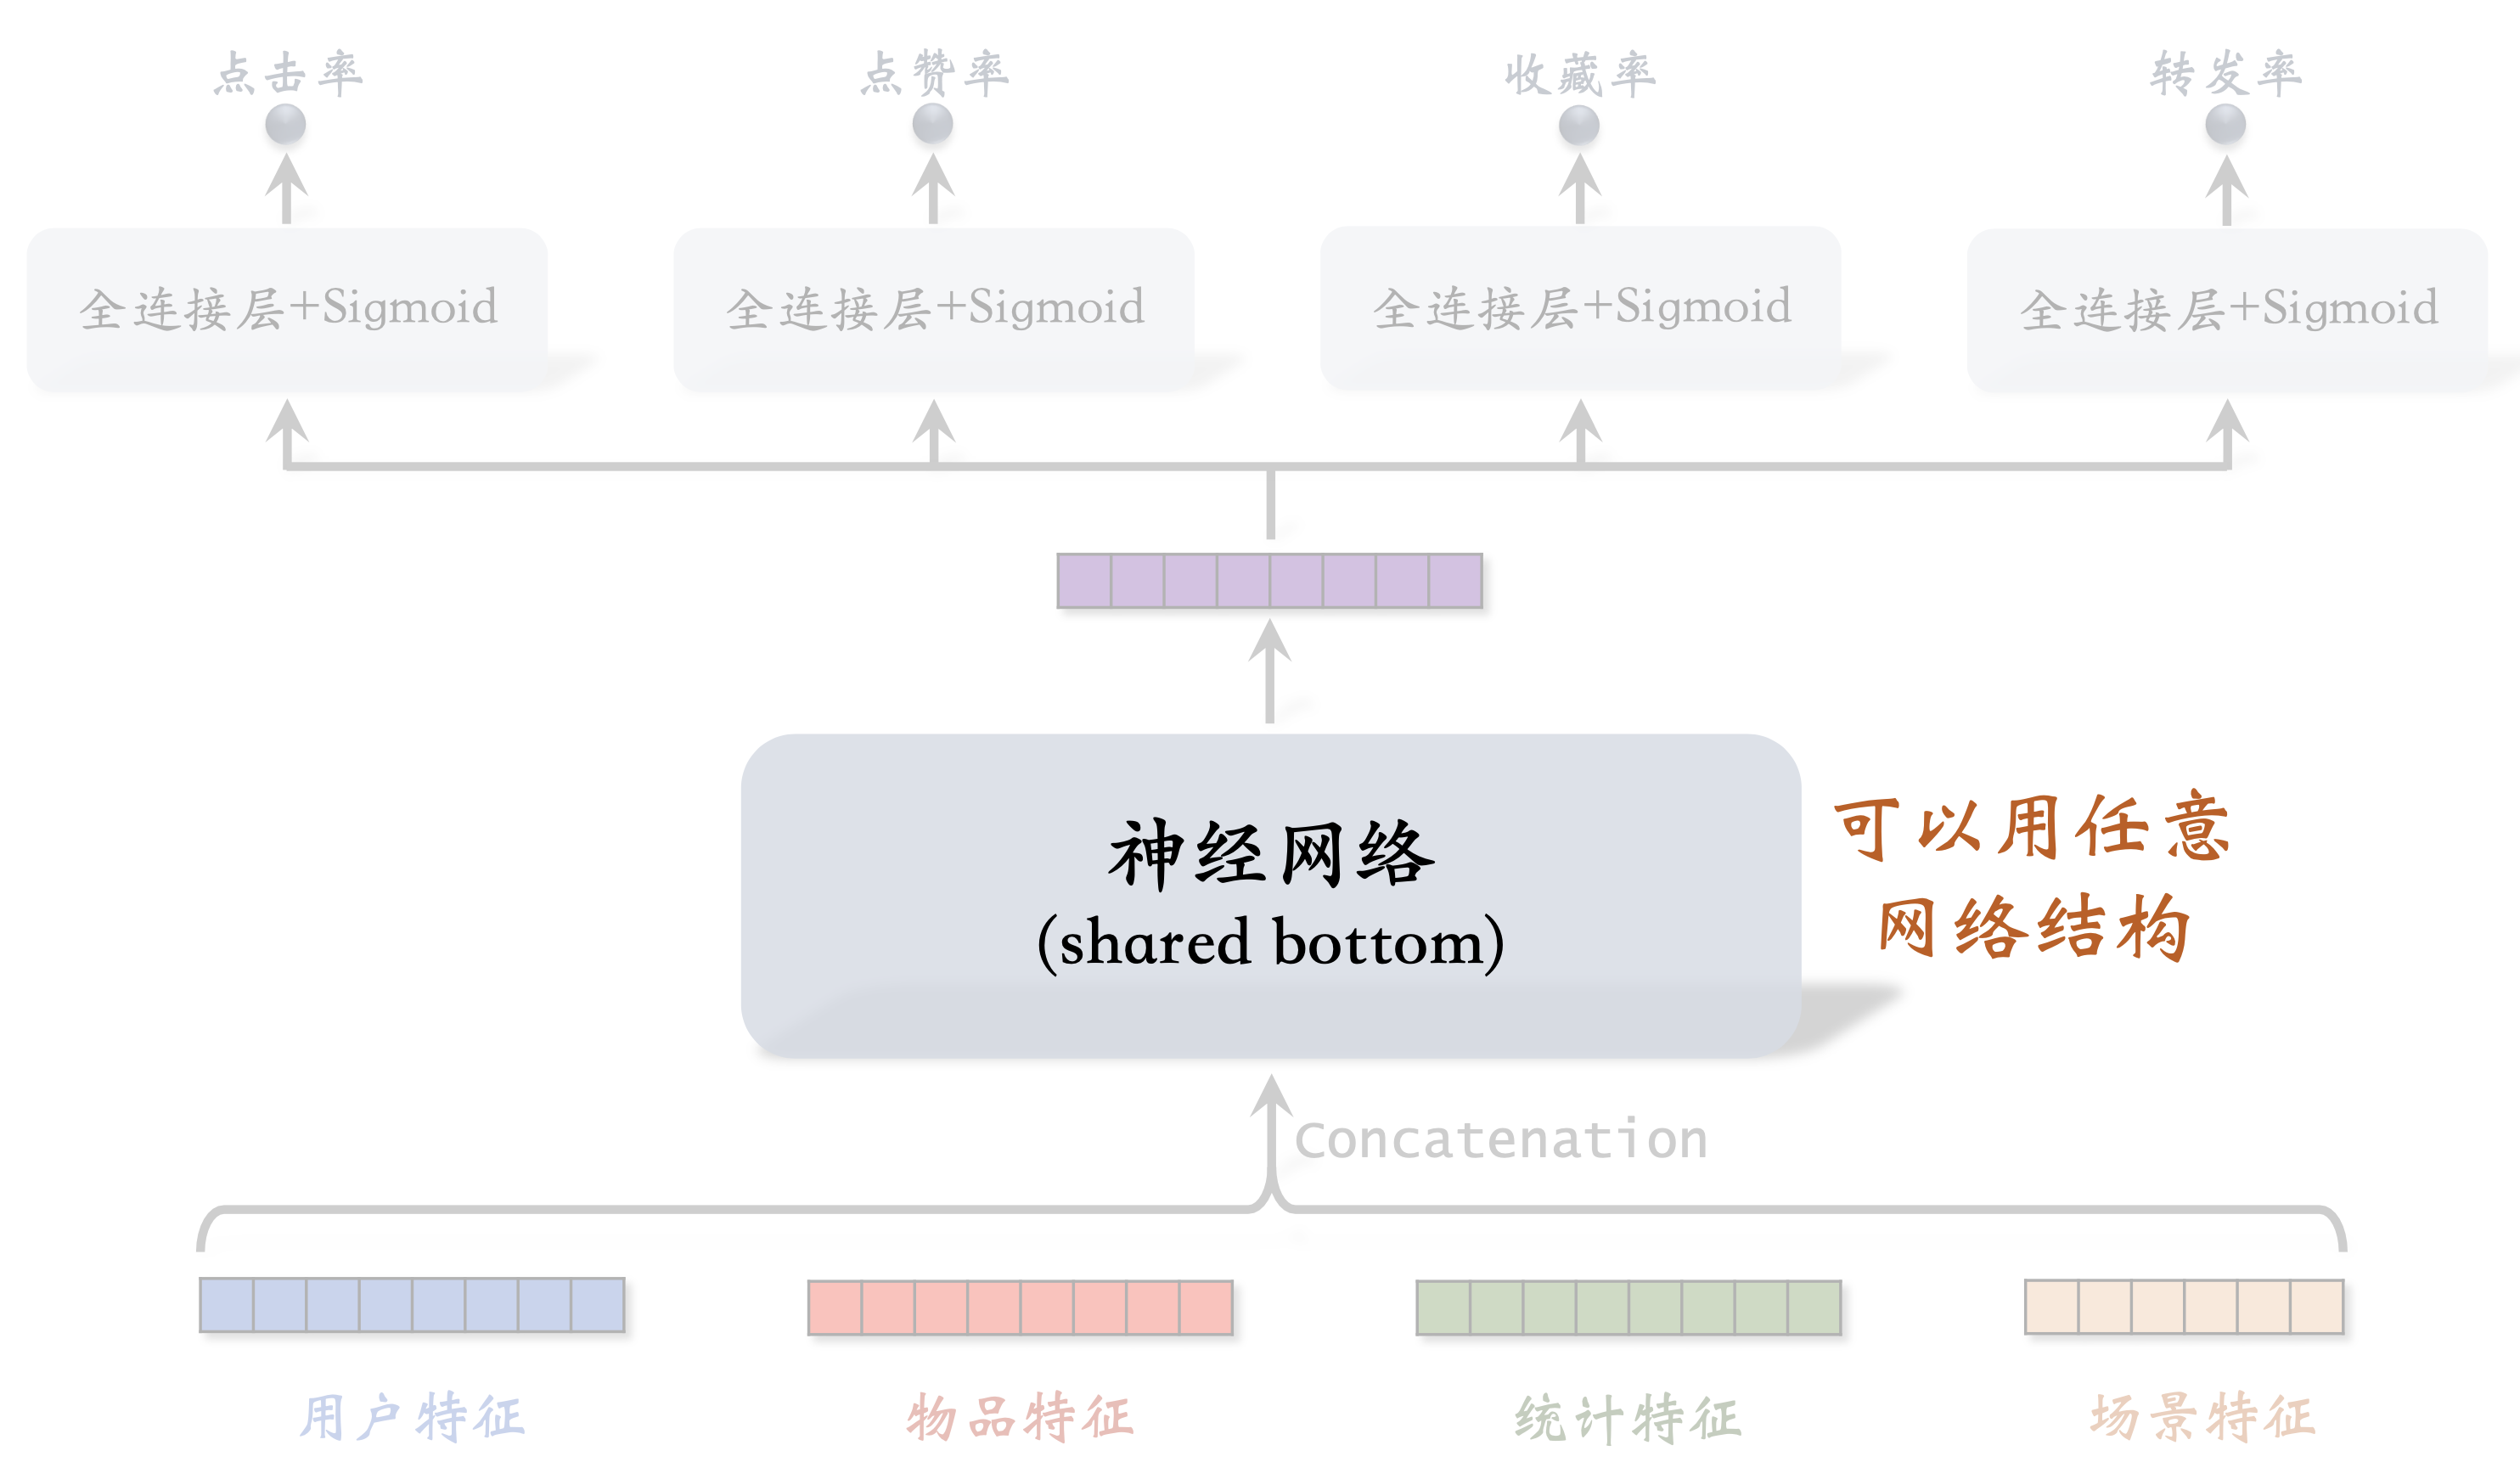 点击率
点赞率
收藏率
转发率
全连接层+Sigmoid
全连接层+Sigmoid
全连接层+Sigmoid
全连接层+Sigmoid
神经网络
(shared bottom)
可以用任意
网络结构
Concatenation
用户特征
物品特征
统计特征
场景特征